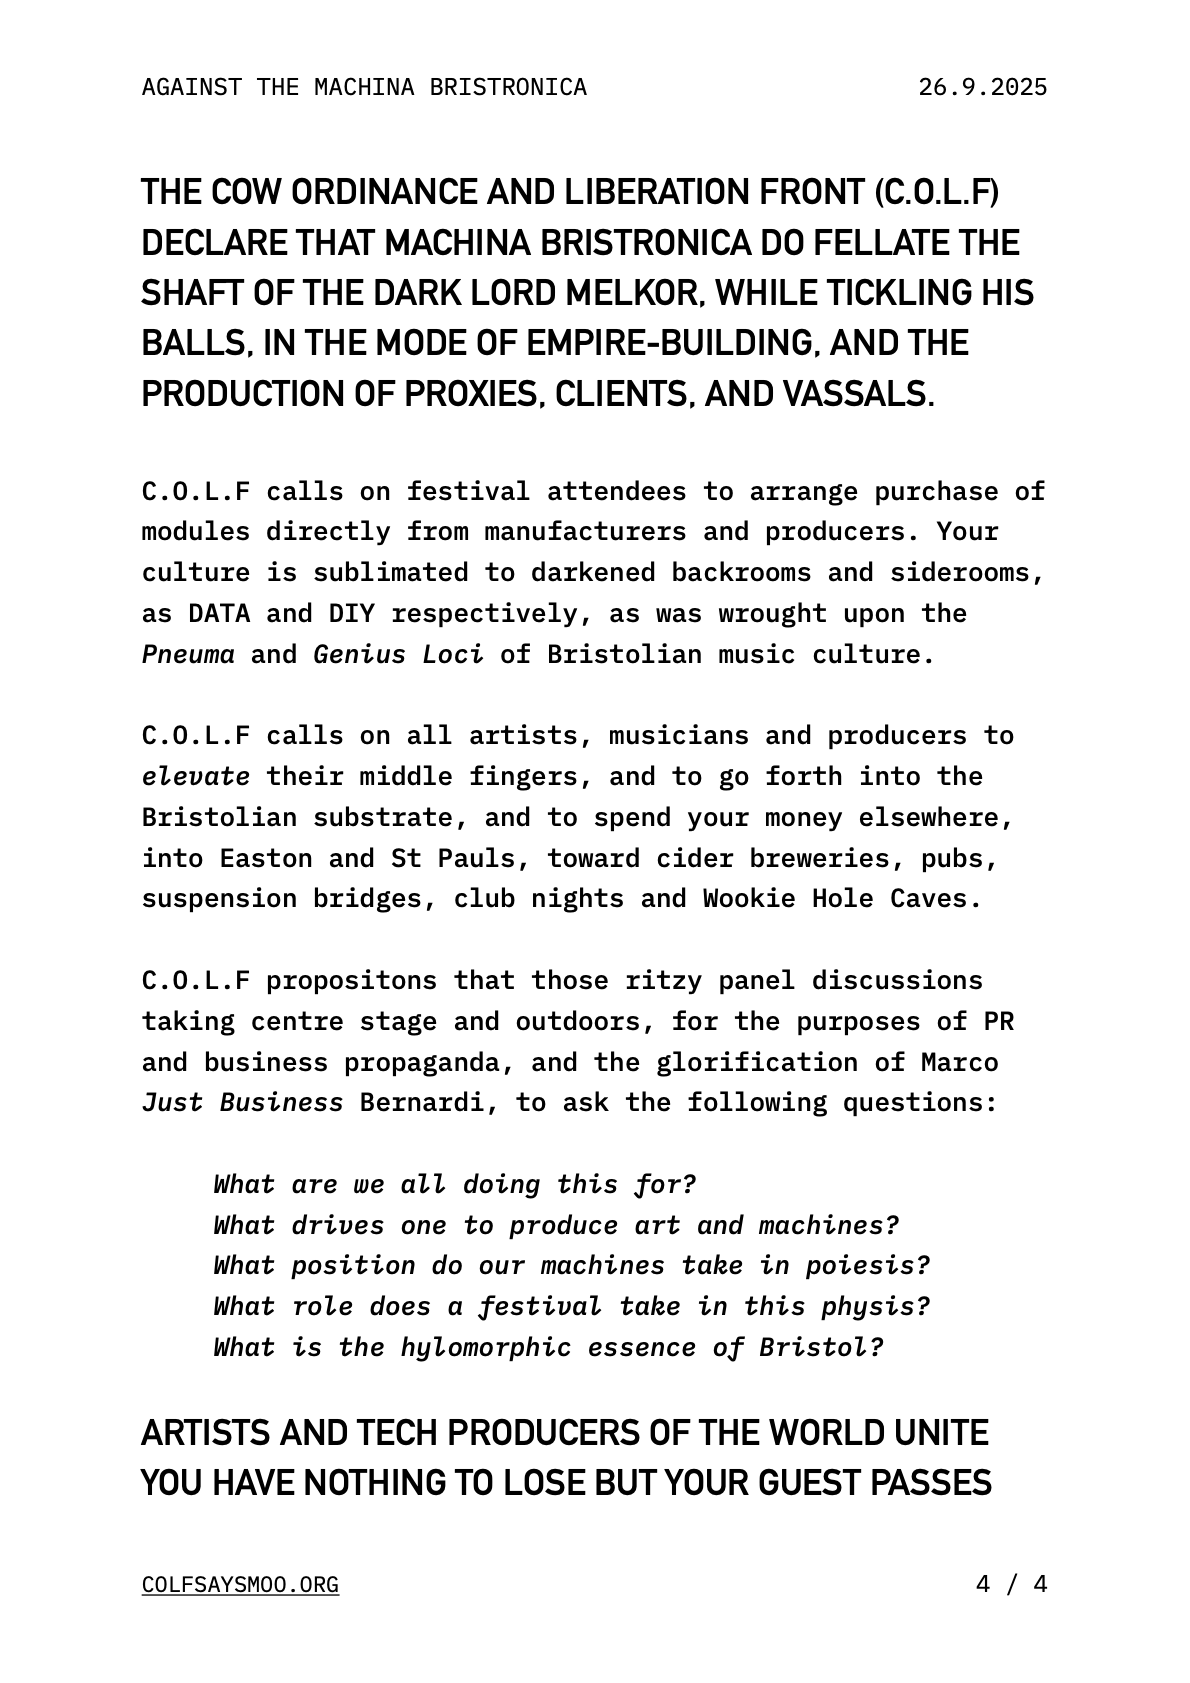 AGAINST THE MACHINA BRISTRONICA
26.9.2025
THE COW ORDINANCE AND LIBERATION FRONT (C.O.L.F)
DECLARE THAT MACHINA BRISTRONICA DO FELLATE THE
SHAFT OF THE DARK LORD MELKOR, WHILE TICKLING HIS
BALLS, IN THE MODE OF EMPIRE-BUILDING, AND THE
PRODUCTION OF PROXIES, CLIENTS, AND VASSALS.
C.O.L.F calls on festival attendees to arrange purchase of
modules directly from manufacturers and producers. Your
culture is sublimated to darkened backrooms and siderooms,
as DATA and DIY respectively, as was wrought upon the
Pneuma and Genius Loci of Bristolian music culture.
C.O.L.F calls on all artists, musicians and producers to
elevate their middle fingers, and to go forth into the
Bristolian substrate, and to spend your money elsewhere,
into Easton and St Pauls, toward cider breweries, pubs,
suspension bridges, club nights and Wookie Hole Caves.
C.O.L.F propositons that those ritzy panel discussions
taking centre stage and outdoors, for the purposes of PR
and business propaganda, and the glorification of Marco
Just Business Bernardi, to ask the following questions:
What are we all doing this for?
What drives one to produce art and machines?
What position do our machines take in poiesis?
What role does a festival take in this physis?
What is the hylomorphic essence of Bristol?
ARTISTS AND TECH PRODUCERS OF THE WORLD UNITE
YOU HAVE NOTHING TO LOSE BUT YOUR GUEST PASSES
COLFSAYSMOO.ORG
4 / 4